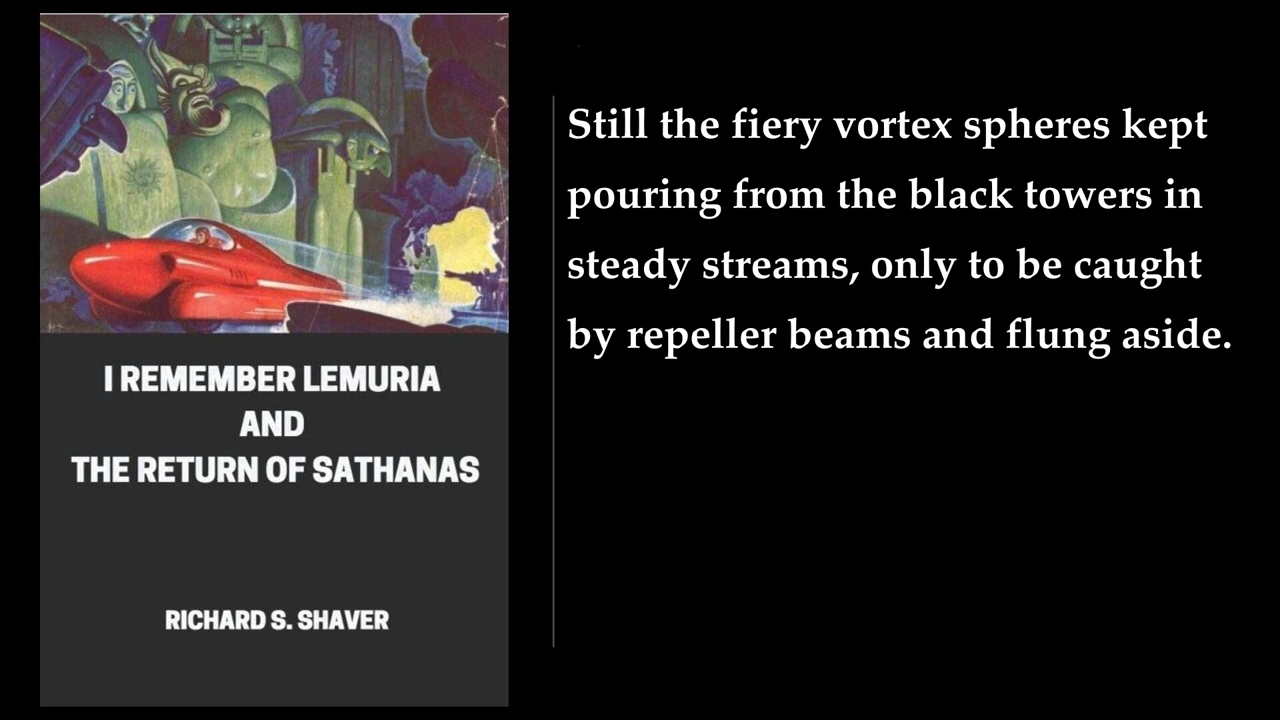 I REMEMBER LEMURIA
AND
THE RETURN OF SATHANAS
RICHARD S. SHAVER
Still the fiery vortex spheres kept
pouring from the black towers in
steady streams, only to be caught
by repeller beams and flung aside.